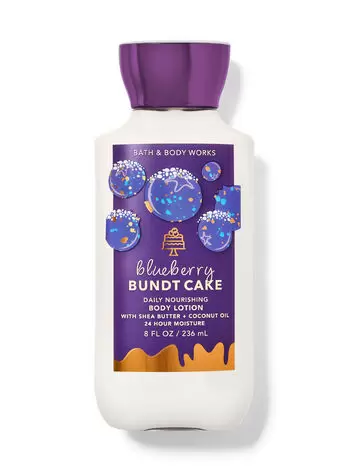 BATH & BODY WORKS
blueberry
BUNDT CAKE
DAILY NOURISHING
BODY LOTION
WITH SHEA BUTTER + COCONUT OIL
24 HOUR MOISTURE
8 FL OZ / 236 mL